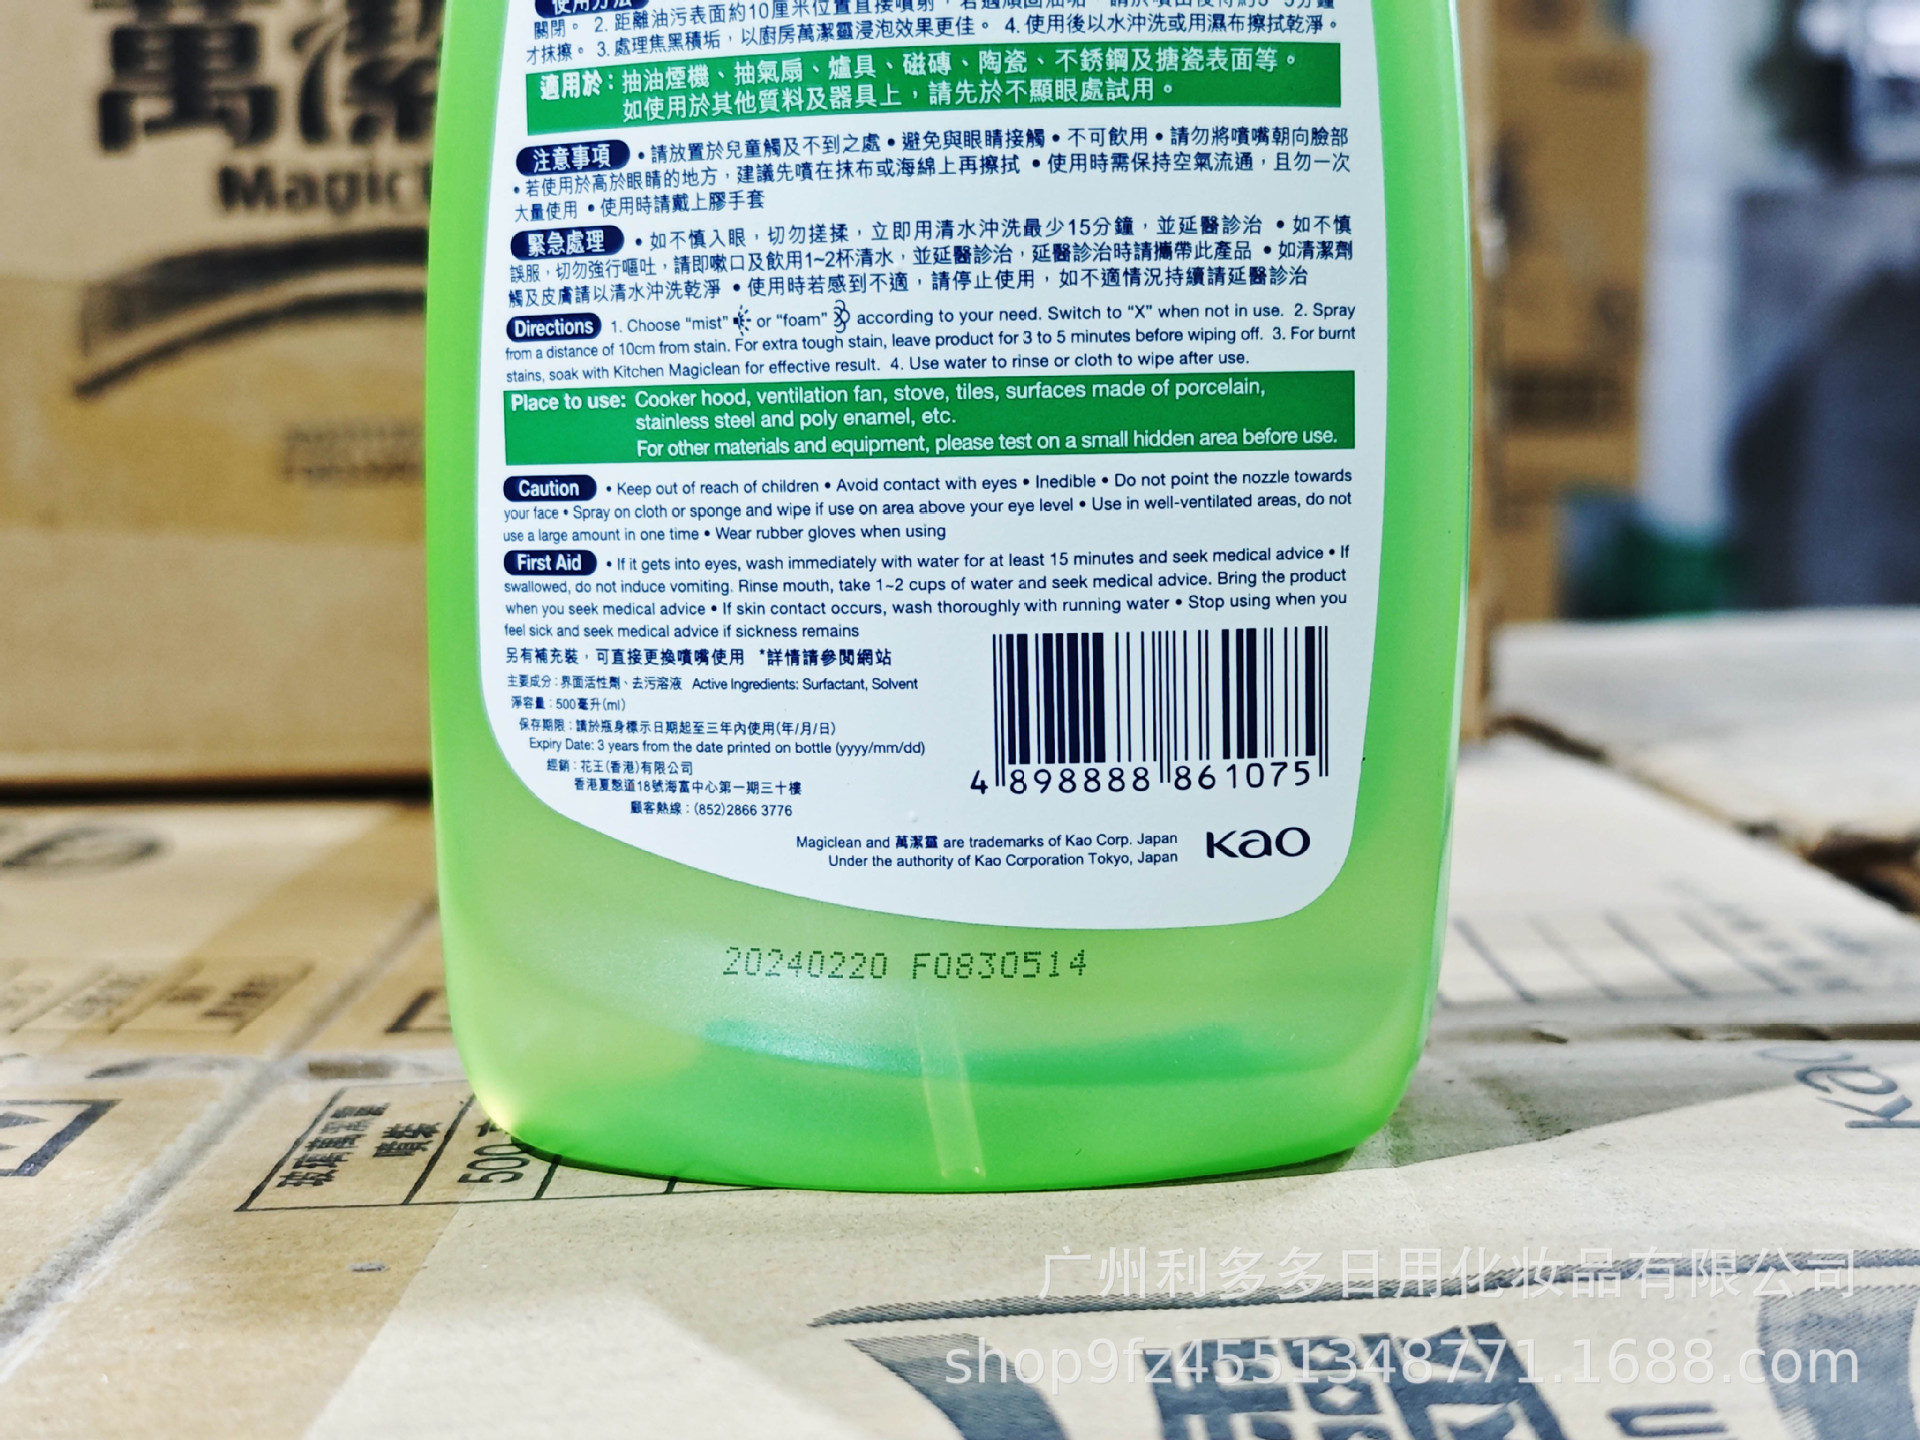 使用方法
關閉。 2. 距離油污表面約10厘米位置直接噴射，若遇頑固油垢，請於噴出後待約3-5分鐘
才抹擦。 3. 處理焦黑積垢，以廚房萬潔靈浸泡效果更佳。 4. 使用後以水沖洗或用濕布擦拭乾淨。
適用於：抽油煙機、抽氣扇、爐具、磁磚、陶瓷、不銹鋼及搪瓷表面等。
如使用於其他質料及器具上，請先於不顯眼處試用。
注意事項 •請放置於兒童觸及不到之處 •避免與眼睛接觸 •不可飲用 •請勿將噴嘴朝向臉部
•若使用於高於眼睛的地方，建議先噴在抹布或海綿上再擦拭 •使用時需保持空氣流通，且勿一次
大量使用 •使用時請戴上膠手套
緊急處理 •如不慎入眼，切勿搓揉，立即用清水沖洗最少15分鐘，並延醫診治 •如不慎
誤服，切勿強行嘔吐，請即嗽口及飲用1~2杯清水，並延醫診治，延醫診治時請攜帶此產品 •如清潔劑
觸及皮膚請以清水沖洗乾淨 •使用時若感到不適，請停止使用，如不適情況持續請延醫診治
Directions 1. Choose “mist” or “foam” according to your need. Switch to “X” when not in use. 2. Spray
from a distance of 10cm from stain. For extra tough stain, leave product for 3 to 5 minutes before wiping off. 3. For burnt
stains, soak with Kitchen Magiclean for effective result. 4. Use water to rinse or cloth to wipe after use.
Place to use: Cooker hood, ventilation fan, stove, tiles, surfaces made of porcelain,
stainless steel and poly enamel, etc.
For other materials and equipment, please test on a small hidden area before use.
Caution • Keep out of reach of children • Avoid contact with eyes • Inedible • Do not point the nozzle towards
your face • Spray on cloth or sponge and wipe if use on area above your eye level • Use in well-ventilated areas, do not
use a large amount in one time • Wear rubber gloves when using
First Aid • If it gets into eyes, wash immediately with water for at least 15 minutes and seek medical advice • If
swallowed, do not induce vomiting. Rinse mouth, take 1~2 cups of water and seek medical advice. Bring the product
when you seek medical advice • If skin contact occurs, wash thoroughly with running water • Stop using when you
feel sick and seek medical advice if sickness remains
另有補充裝，可直接更換噴嘴使用 *詳情請參閱網站
主要成分：界面活性劑、去污溶液 Active Ingredients: Surfactant, Solvent
淨容量：500毫升(ml)
保存期限：請於瓶身標示日期起至三年內使用(年/月/日)
Expiry Date: 3 years from the date printed on bottle (yyyy/mm/dd)
經銷：花王(香港)有限公司
香港夏慤道18號海富中心第一期三十樓
顧客熱線：(852)2866 3776
4 898888 861075
Magiclean and 萬潔靈 are trademarks of Kao Corp. Japan
Under the authority of Kao Corporation Tokyo, Japan
Kao
20240220 F0830514
萬潔
Magic
玻璃萬潔靈
噴裝
500
Kao
广州利多多日用化妆品有限公司
shop9fz4551348771.1688.com